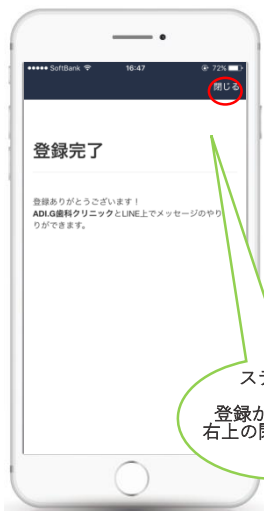 SoftBank 16:47 72%
閉じる
登録完了
登録ありがとうございます！
ADI.G歯科クリニックとLINE上でメッセージのやり
りができます。
ス
登録が
右上の閉